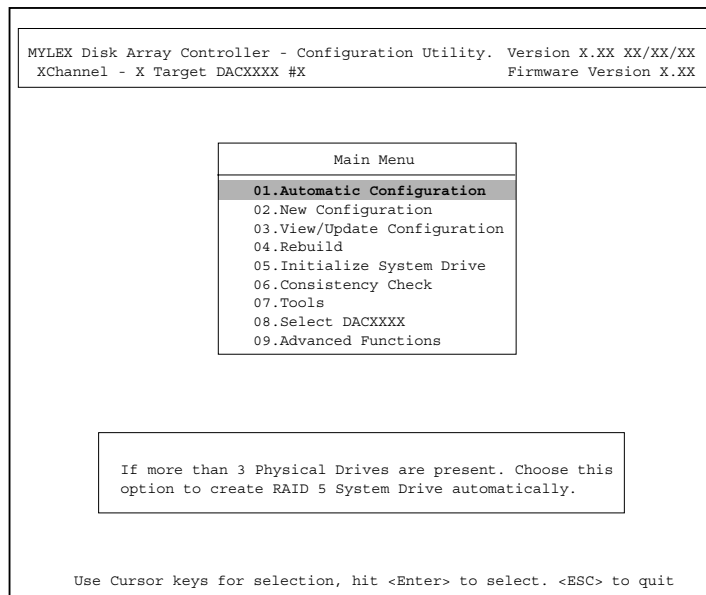 MYLEX Disk Array Controller - Configuration Utility. Version X.XX XX/XX/XX
XChannel - X Target DACXXXX #X Firmware Version X.XX
Main Menu
01.Automatic Configuration
02.New Configuration
03.View/Update Configuration
04.Rebuild
05.Initialize System Drive
06.Consistency Check
07.Tools
08.Select DACXXXX
09.Advanced Functions
If more than 3 Physical Drives are present. Choose this
option to create RAID 5 System Drive automatically.
Use Cursor keys for selection, hit <Enter> to select. <ESC> to quit